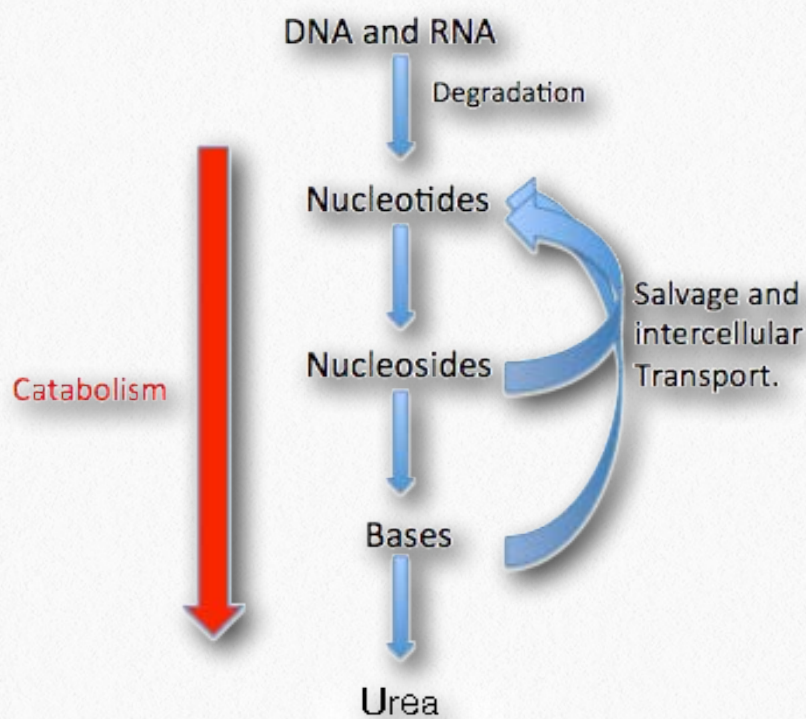 DNA and RNA
Degradation
Nucleotides
Salvage and
intercellular
Transport.
Nucleosides
Catabolism
Bases
Urea